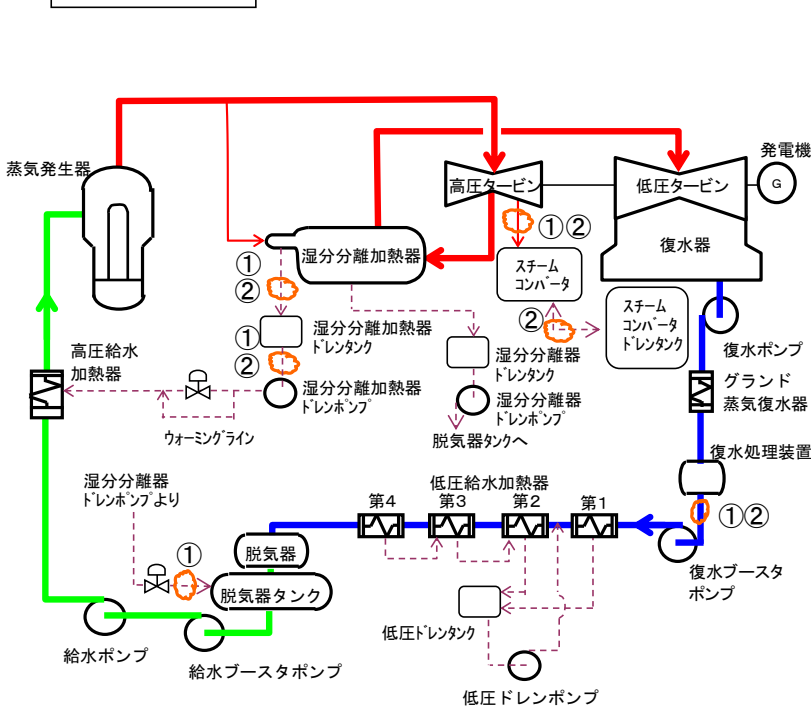 蒸気発生器
高圧タービン
低圧タービン
発電機
G
復水器
湿分分離加熱器
①②
スチーム
コンバータ
①
②
②
スチーム
コンバータ
ドレンタンク
①
②
湿分分離加熱器
ドレンタンク
湿分分離器
ドレンタンク
復水ポンプ
高圧給水
加熱器
湿分分離加熱器
ドレンポンプ
湿分分離器
ドレンポンプ
グランド
蒸気復水器
ウォーミングライン
脱気器タンクへ
復水処理装置
湿分分離器
ドレンポンプより
低圧給水加熱器
第4
第3
第2
第1
①②
①
脱気器
脱気器タンク
復水ブースタ
ポンプ
低圧ドレンタンク
給水ポンプ
給水ブースタポンプ
低圧ドレンポンプ